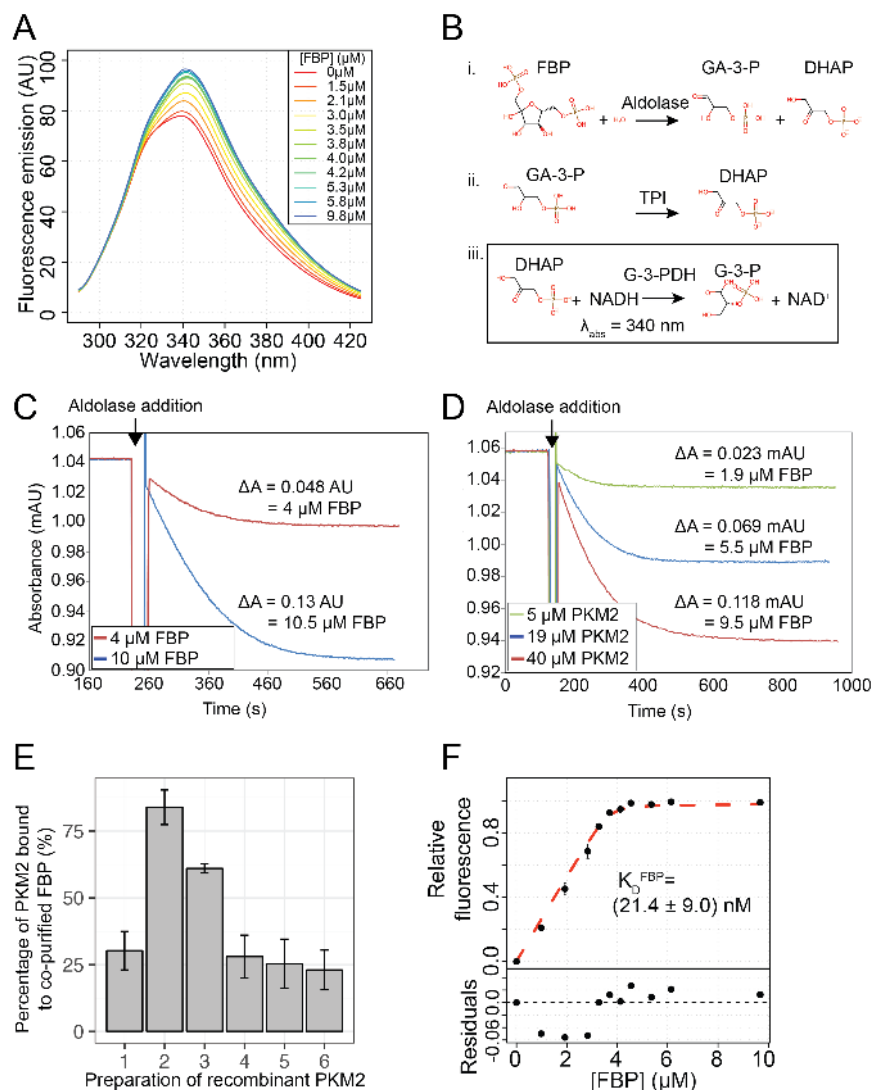 A
Fluorescence emission (AU)
0 20 40 60 80 100
300 320 340 360 380 400 420
Wavelength (nm)
[FBP] (µM)
0µM
1.5µM
2.1µM
3.0µM
3.5µM
3.8µM
4.0µM
4.2µM
5.3µM
5.8µM
9.8µM
B
i.
FBP GA-3-P DHAP
+ H₂O Aldolase +
ii.
GA-3-P DHAP
TPI
iii.
DHAP G-3-PDH G-3-P
+ NADH + NAD⁺
λabs = 340 nm
C
Aldolase addition
Absorbance (mAU)
1.06
1.04
1.02
1.00
0.98
0.96
0.94
0.92
0.90
ΔA = 0.048 AU
= 4 µM FBP
ΔA = 0.13 AU
= 10.5 µM FBP
4 µM FBP
10 µM FBP
160 260 360 460 560 660
Time (s)
D
Aldolase addition
1.06
1.04
1.02
1.00
0.98
0.96
0.94
0.92
ΔA = 0.023 mAU
= 1.9 µM FBP
ΔA = 0.069 mAU
= 5.5 µM FBP
ΔA = 0.118 mAU
= 9.5 µM FBP
5 µM PKM2
19 µM PKM2
40 µM PKM2
0 200 400 600 800 1000
Time (s)
E
Percentage of PKM2 bound
to co-purified FBP (%)
75
50
25
0
1 2 3 4 5 6
Preparation of recombinant PKM2
F
Relative
fluorescence
0.0 0.4 0.8
K_D^FBP=
(21.4 ± 9.0) nM
Residuals
-0.06 0.0
0 2 4 6 8 10
[FBP] (µM)